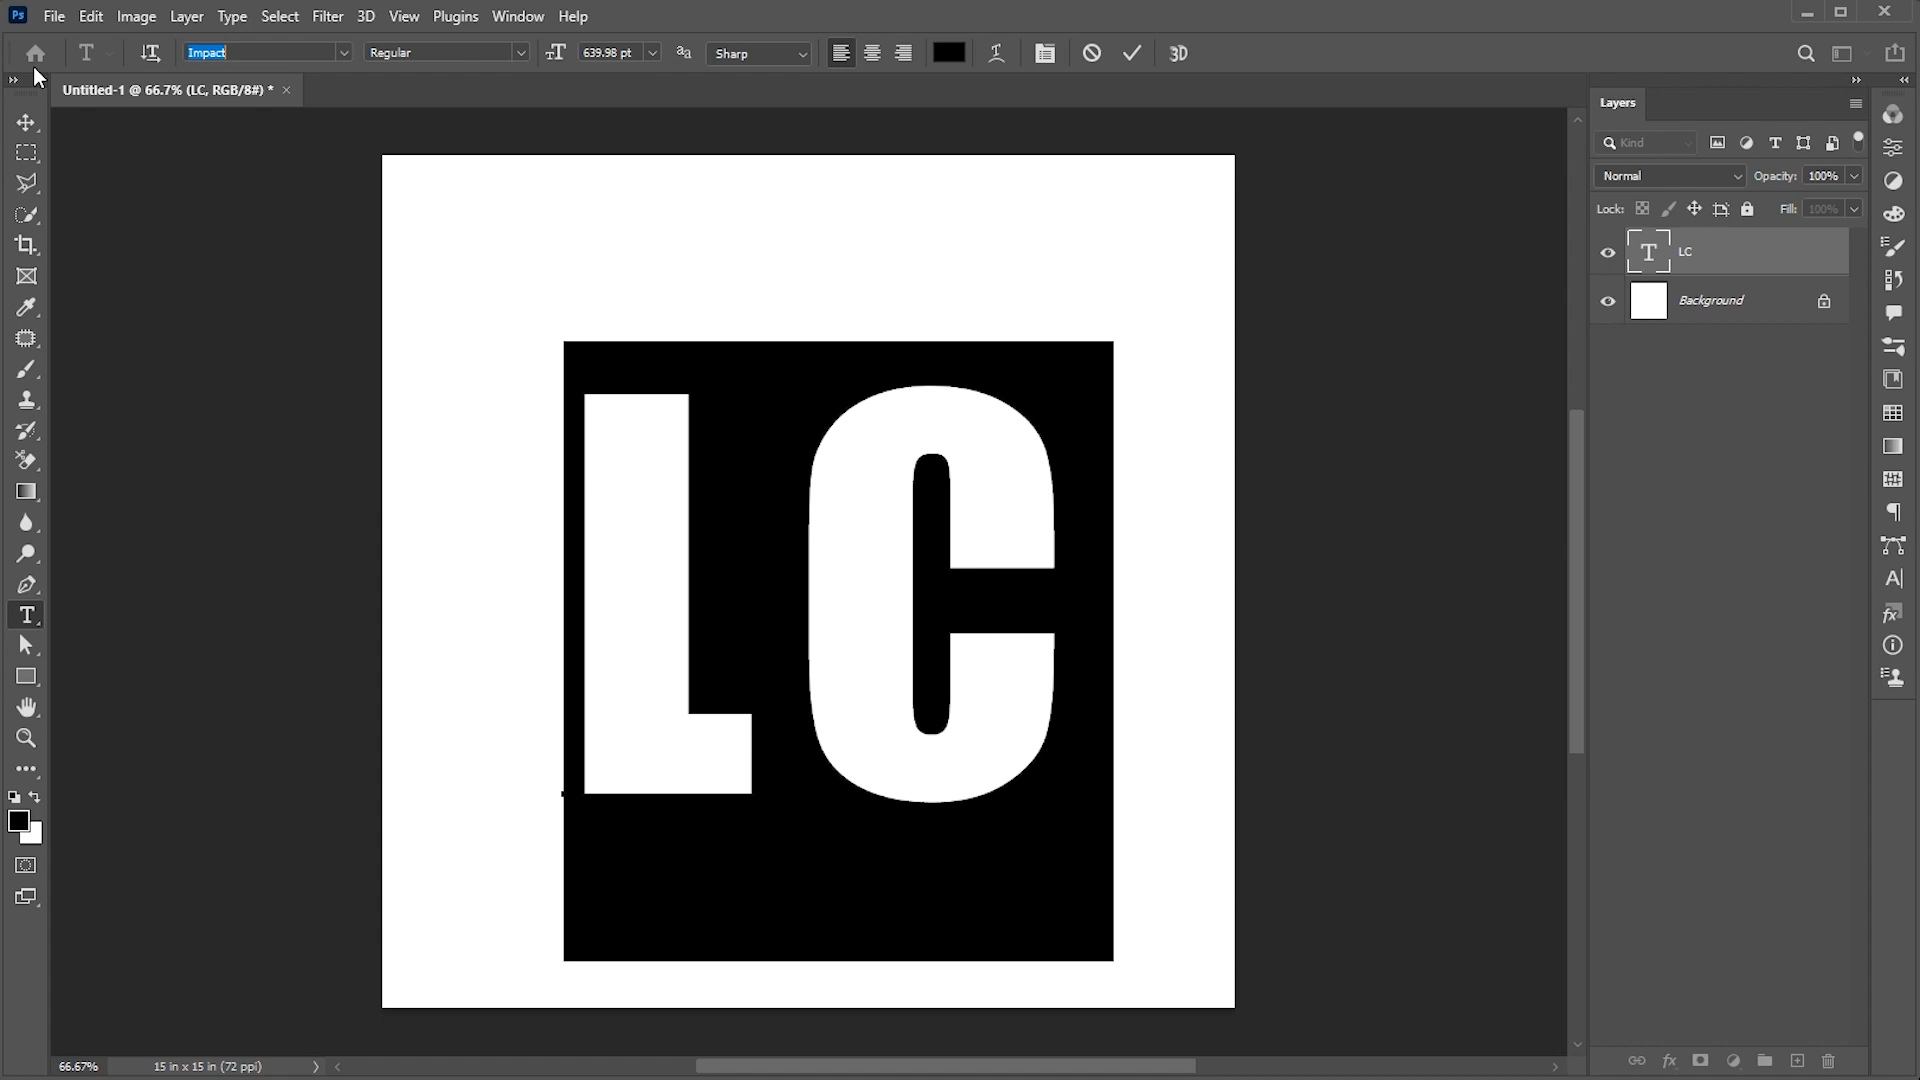 Ps File Edit Image Layer Type Select Filter 3D View Plugins Window Help
Impact Regular 639.98 pt aa Sharp 3D
Untitled-1 @ 66.7% (LC, RGB/8#) * ×
Layers
Kind
Normal Opacity: 100%
Lock: Fill: 100%
LC
Background
LC
66.67% 15 in x 15 in (72 ppi)